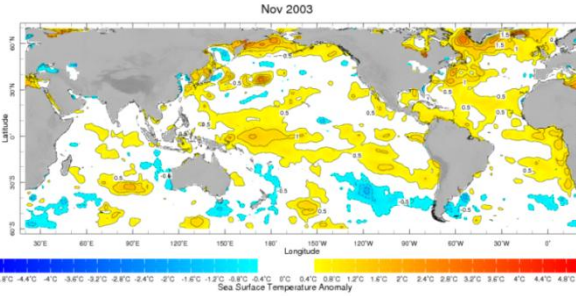 Nov 2003
Latitude
60°N
30°N
0°
30°S
60°S
30°E 60°E 90°E 120°E 150°E 180° 150°W 120°W 90°W 60°W 30°W 0°
Longitude
-4.4°C -4°C -3.6°C -3.2°C -2.8°C -2.4°C -2°C -1.6°C -1.2°C -0.8°C -0.4°C 0°C 0.4°C 0.8°C 1.2°C 1.6°C 2°C 2.4°C 2.8°C 3.2°C 3.6°C 4°C 4.4°C 4.8°C
Sea Surface Temperature Anomaly